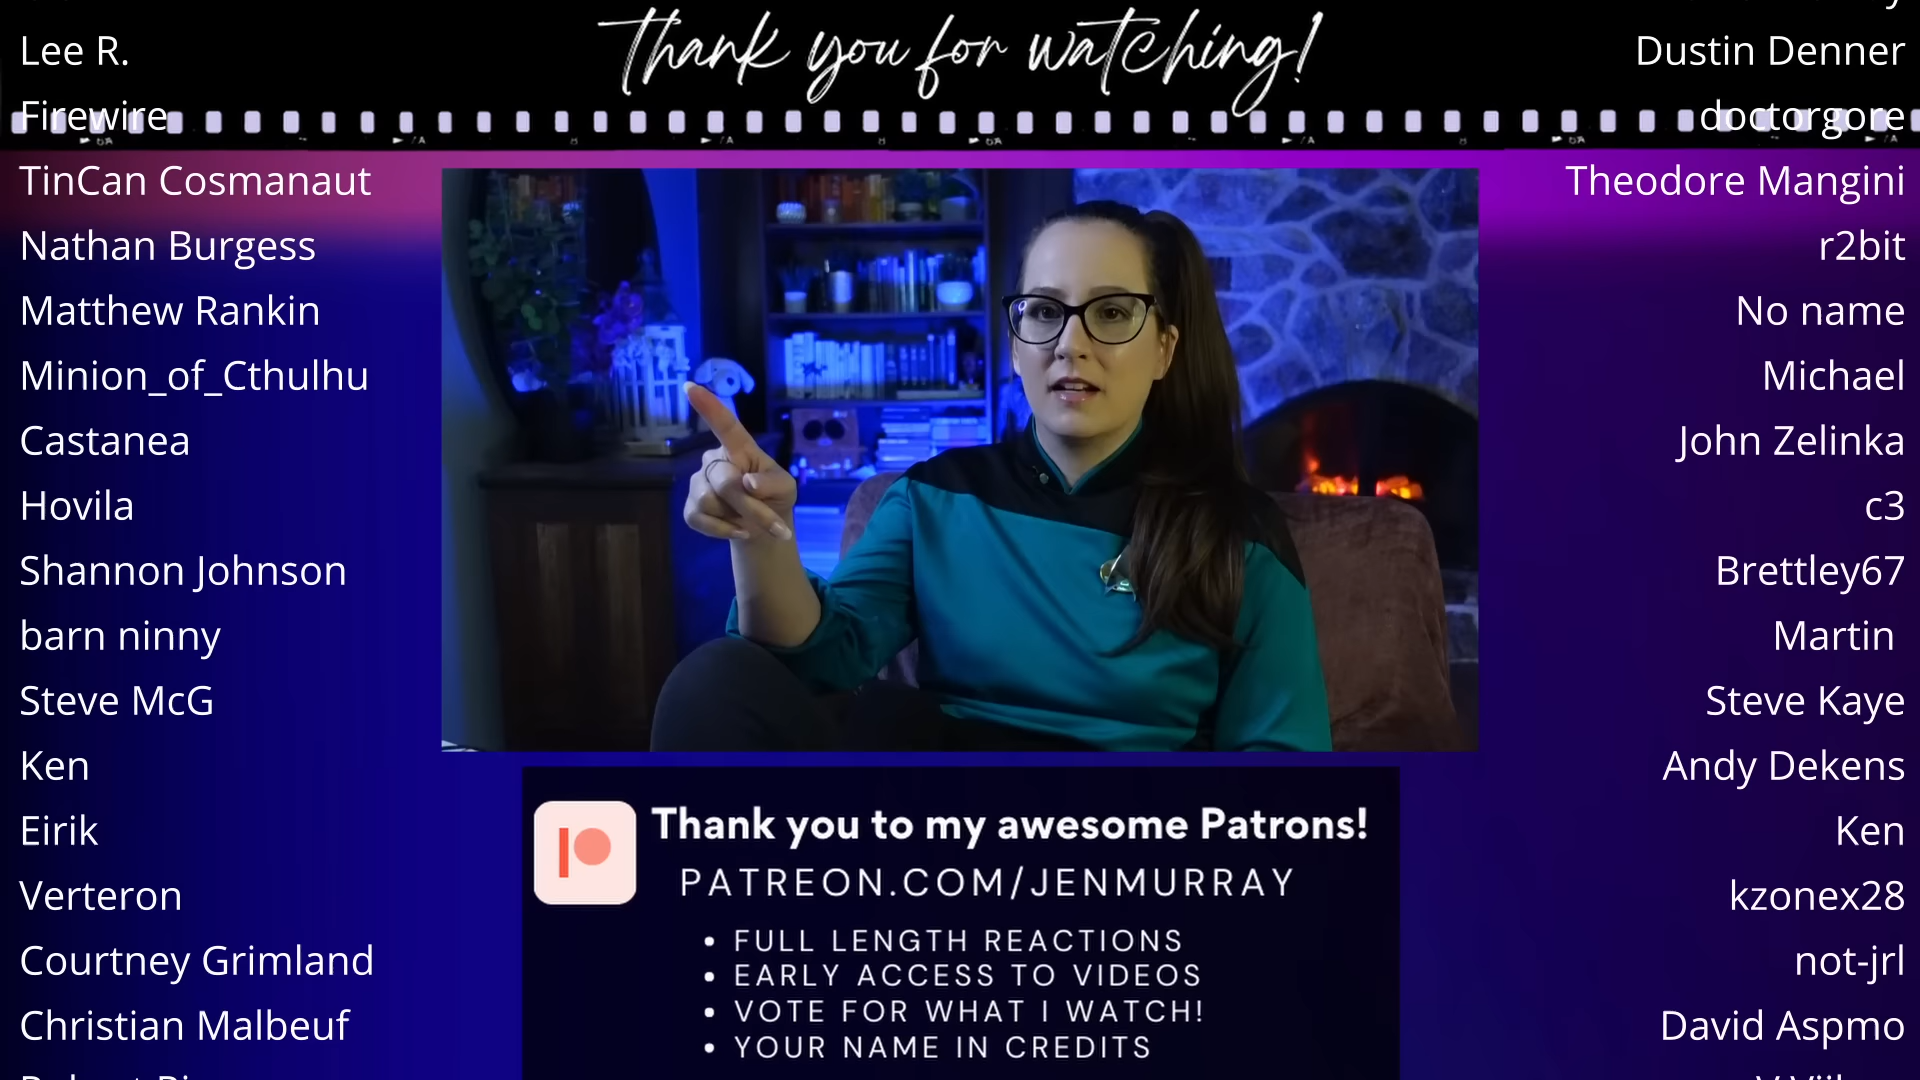 Thank you for watching!
Lee R.
Firewire
TinCan Cosmanaut
Nathan Burgess
Matthew Rankin
Minion_of_Cthulhu
Castanea
Hovila
Shannon Johnson
barn ninny
Steve McG
Ken
Eirik
Verteron
Courtney Grimland
Christian Malbeuf
Dustin Denner
doctorgore
Theodore Mangini
r2bit
No name
Michael
John Zelinka
c3
Brettley67
Martin
Steve Kaye
Andy Dekens
Ken
kzonex28
not-jrl
David Aspmo
Thank you to my awesome Patrons!
PATREON.COM/JENMURRAY
• FULL LENGTH REACTIONS
• EARLY ACCESS TO VIDEOS
• VOTE FOR WHAT I WATCH!
• YOUR NAME IN CREDITS